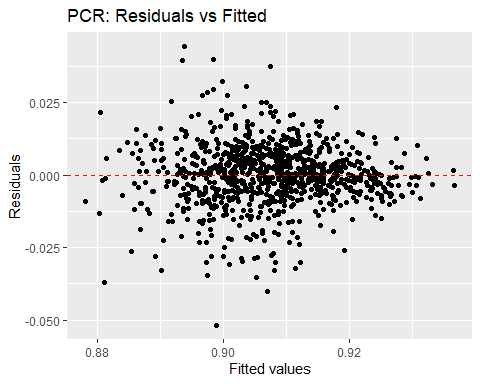 PCR: Residuals vs Fitted
0.025
0.000
-0.025
-0.050
Residuals
0.88
0.90
0.92
Fitted values